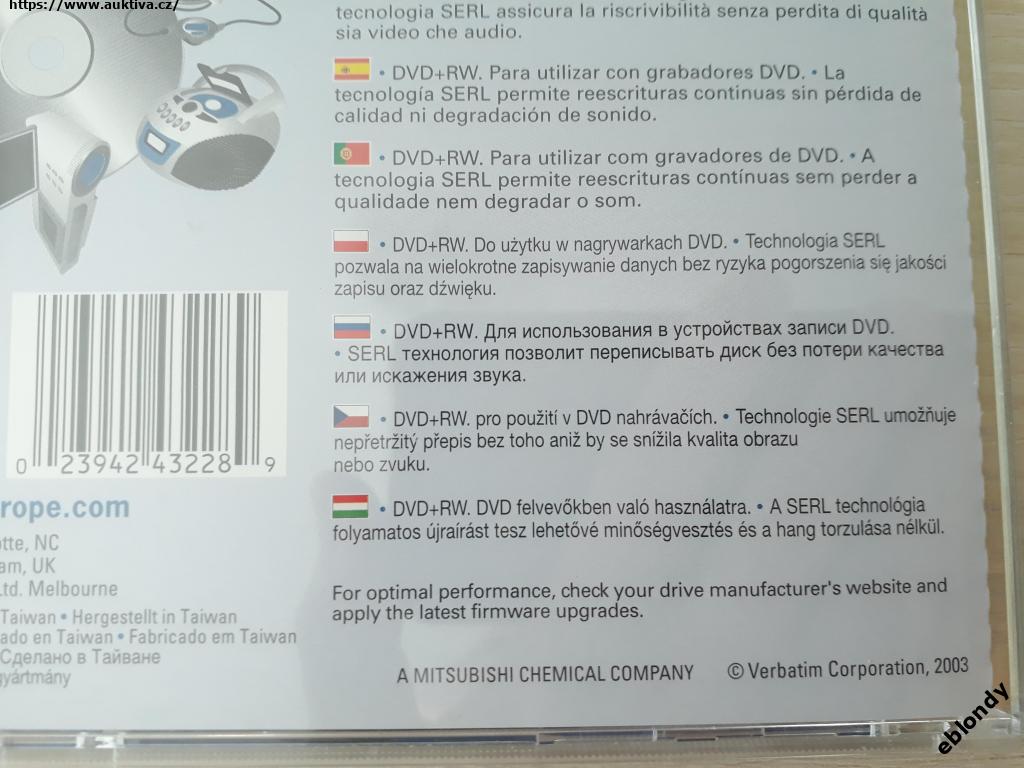 https://www.auktiva.cz/
tecnologia SERL assicura la riscrivibilità senza perdita di qualità
sia video che audio.
• DVD+RW. Para utilizar con grabadores DVD. • La
tecnología SERL permite reescrituras continuas sin pérdida de
calidad ni degradación de sonido.
• DVD+RW. Para utilizar com gravadores de DVD. • A
tecnologia SERL permite reescrituras contínuas sem perder a
qualidade nem degradar o som.
• DVD+RW. Do użytku w nagrywarkach DVD. • Technologia SERL
pozwala na wielokrotne zapisywanie danych bez ryzyka pogorszenia się jakości
zapisu oraz dźwięku.
• DVD+RW. Для использования в устройствах записи DVD.
• SERL технология позволит переписывать диск без потери качества
или искажения звука.
• DVD+RW. pro použití v DVD nahrávačích. • Technologie SERL umožňuje
nepřetržitý přepis bez toho aniž by se snížila kvalita obrazu
nebo zvuku.
• DVD+RW. DVD felvevőkben való használatra. • A SERL technológia
folyamatos újraírást tesz lehetővé minőségvesztés és a hang torzulása nélkül.
For optimal performance, check your drive manufacturer's website and
apply the latest firmware upgrades.
A MITSUBISHI CHEMICAL COMPANY © Verbatim Corporation, 2003
0 23942 43228 9
rope.com
otte, NC
am, UK
Ltd. Melbourne
Taiwan • Hergestellt in Taiwan
ado en Taiwan • Fabricado em Taiwan
Сделано в Тайване
gyártmány
eblondy